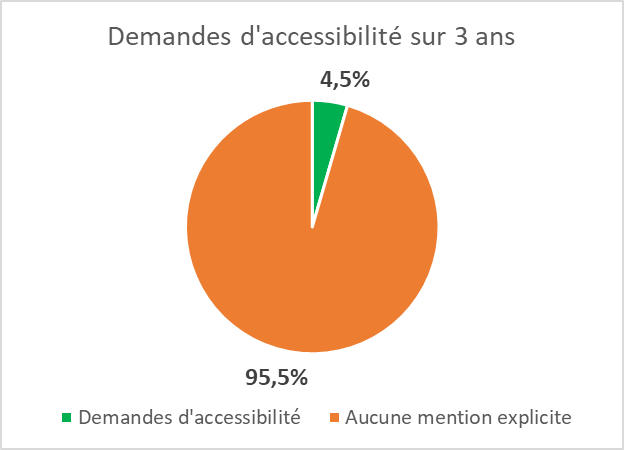 Demandes d'accessibilité sur 3 ans
4,5%
95,5%
Demandes d'accessibilité Aucune mention explicite